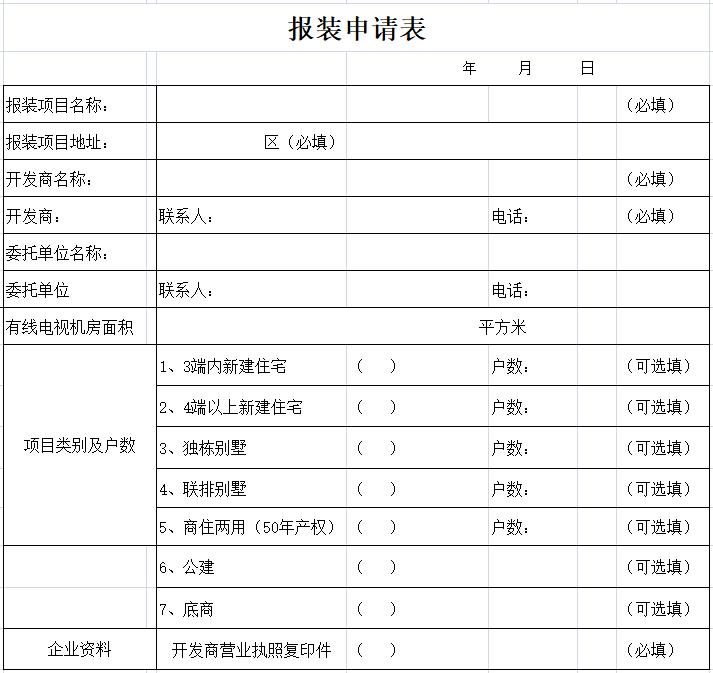 报装申请表
年 月 日
报装项目名称： （必填）
报装项目地址： 区（必填）
开发商名称： （必填）
开发商： 联系人： 电话： （必填）
委托单位名称：
委托单位 联系人： 电话：
有线电视机房面积 平方米
1、3端内新建住宅 （ ） 户数： （可选填）
2、4端以上新建住宅 （ ） 户数： （可选填）
项目类别及户数 3、独栋别墅 （ ） 户数： （可选填）
4、联排别墅 （ ） 户数： （可选填）
5、商住两用（50年产权） （ ） 户数： （可选填）
6、公建 （ ） （可选填）
7、底商 （ ） （可选填）
企业资料 开发商营业执照复印件 （ ） （必填）